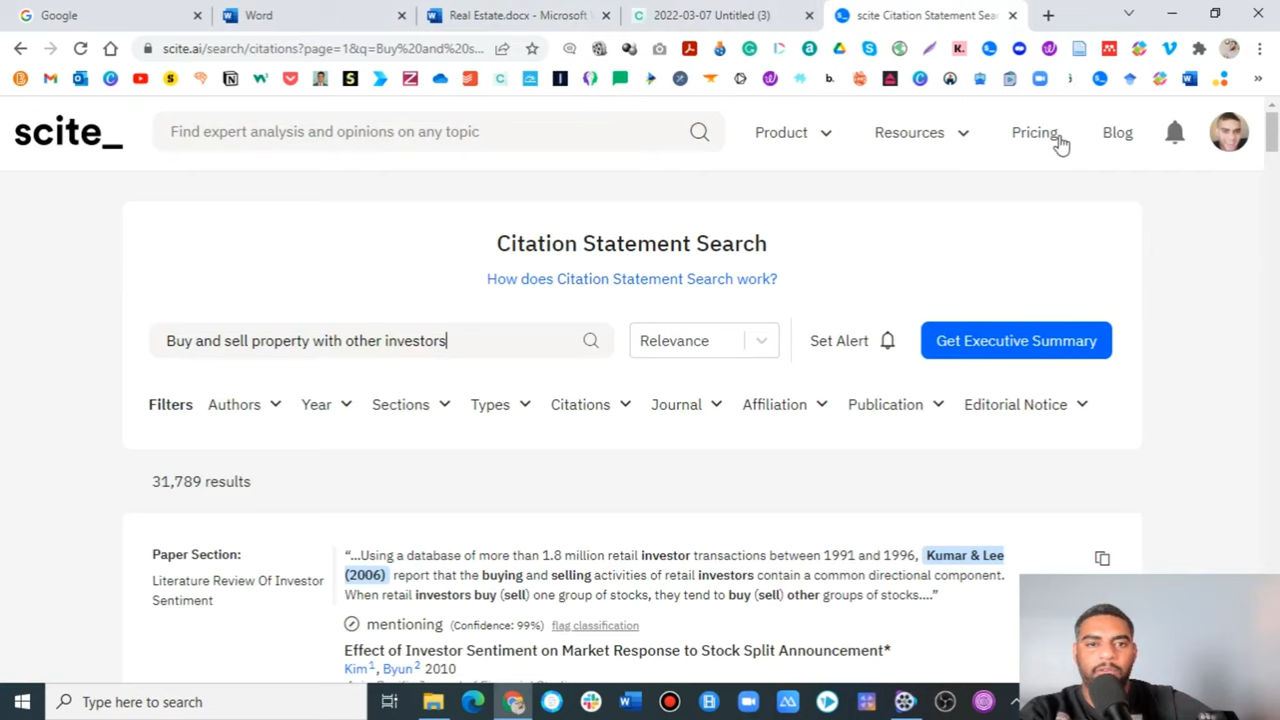 Google
Word
Real Estate.docx - Microsoft W
2022-03-07 Untitled (3)
scite Citation Statement Sear
scite.ai/search/citations?page=1&q=Buy%20and%20s...
scite_
Find expert analysis and opinions on any topic
Product
Resources
Pricing
Blog
Citation Statement Search
How does Citation Statement Search work?
Buy and sell property with other investors
Relevance
Set Alert
Get Executive Summary
Filters
Authors
Year
Sections
Types
Citations
Journal
Affiliation
Publication
Editorial Notice
31,789 results
Paper Section:
Literature Review Of Investor
Sentiment
“...Using a database of more than 1.8 million retail investor transactions between 1991 and 1996, Kumar & Lee
(2006) report that the buying and selling activities of retail investors contain a common directional component.
When retail investors buy (sell) one group of stocks, they tend to buy (sell) other groups of stocks....”
mentioning (Confidence: 99%) flag classification
Effect of Investor Sentiment on Market Response to Stock Split Announcement*
Kim1, Byun2 2010
Type here to search